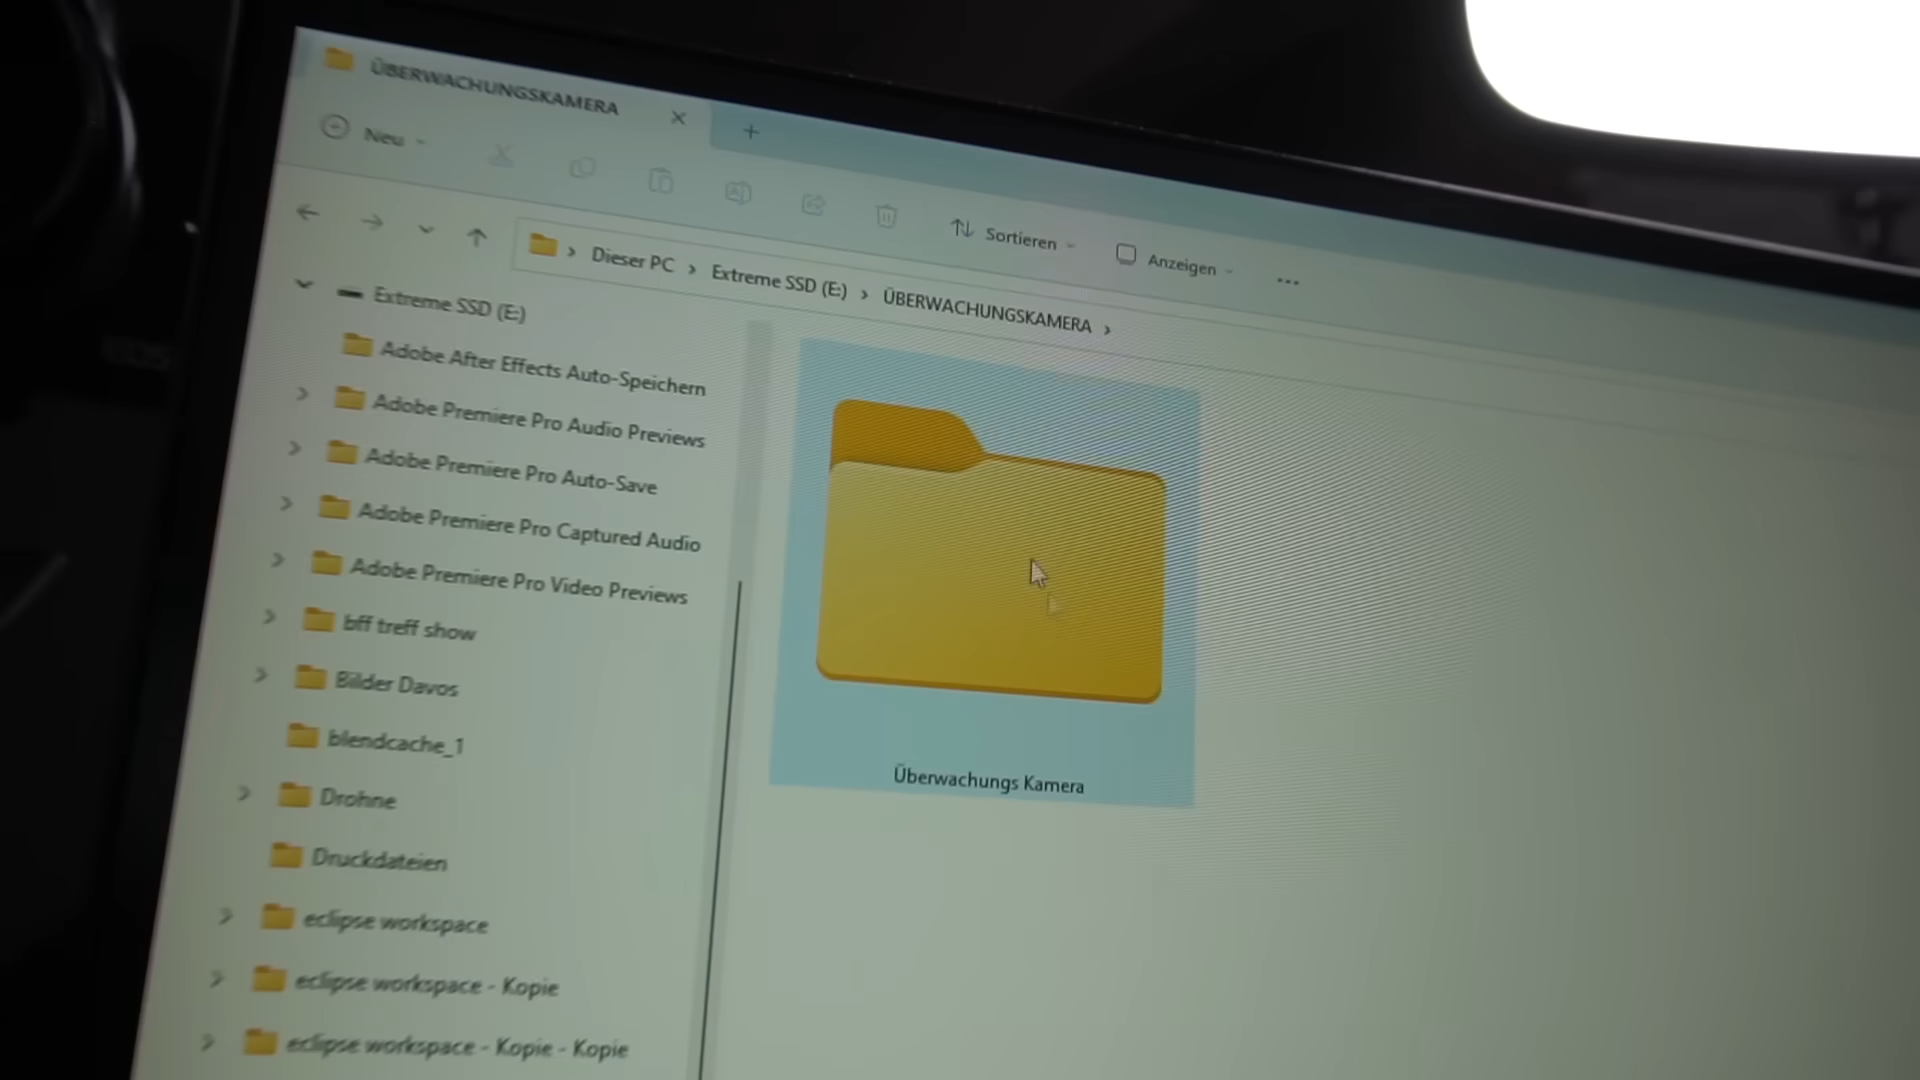 ÜBERWACHUNGSKAMERA
Neu
Sortieren
Anzeigen
Dieser PC > Extreme SSD (E:) > ÜBERWACHUNGSKAMERA >
Extreme SSD (E:)
Adobe After Effects Auto-Speichern
Adobe Premiere Pro Audio Previews
Adobe Premiere Pro Auto-Save
Adobe Premiere Pro Captured Audio
Adobe Premiere Pro Video Previews
bff treff show
Bilder Davos
blendcache_1
Drohne
Druckdateien
eclipse workspace
eclipse workspace - Kopie
eclipse workspace - Kopie - Kopie
Überwachungs Kamera